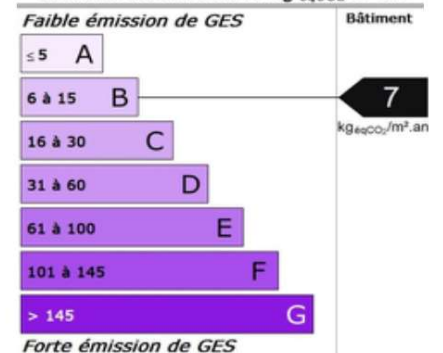 Faible émission de GES Bâtiment
≤ 5 A
6 à 15 B 7
kgéqCO₂/m².an
16 à 30 C
31 à 60 D
61 à 100 E
101 à 145 F
> 145 G
Forte émission de GES